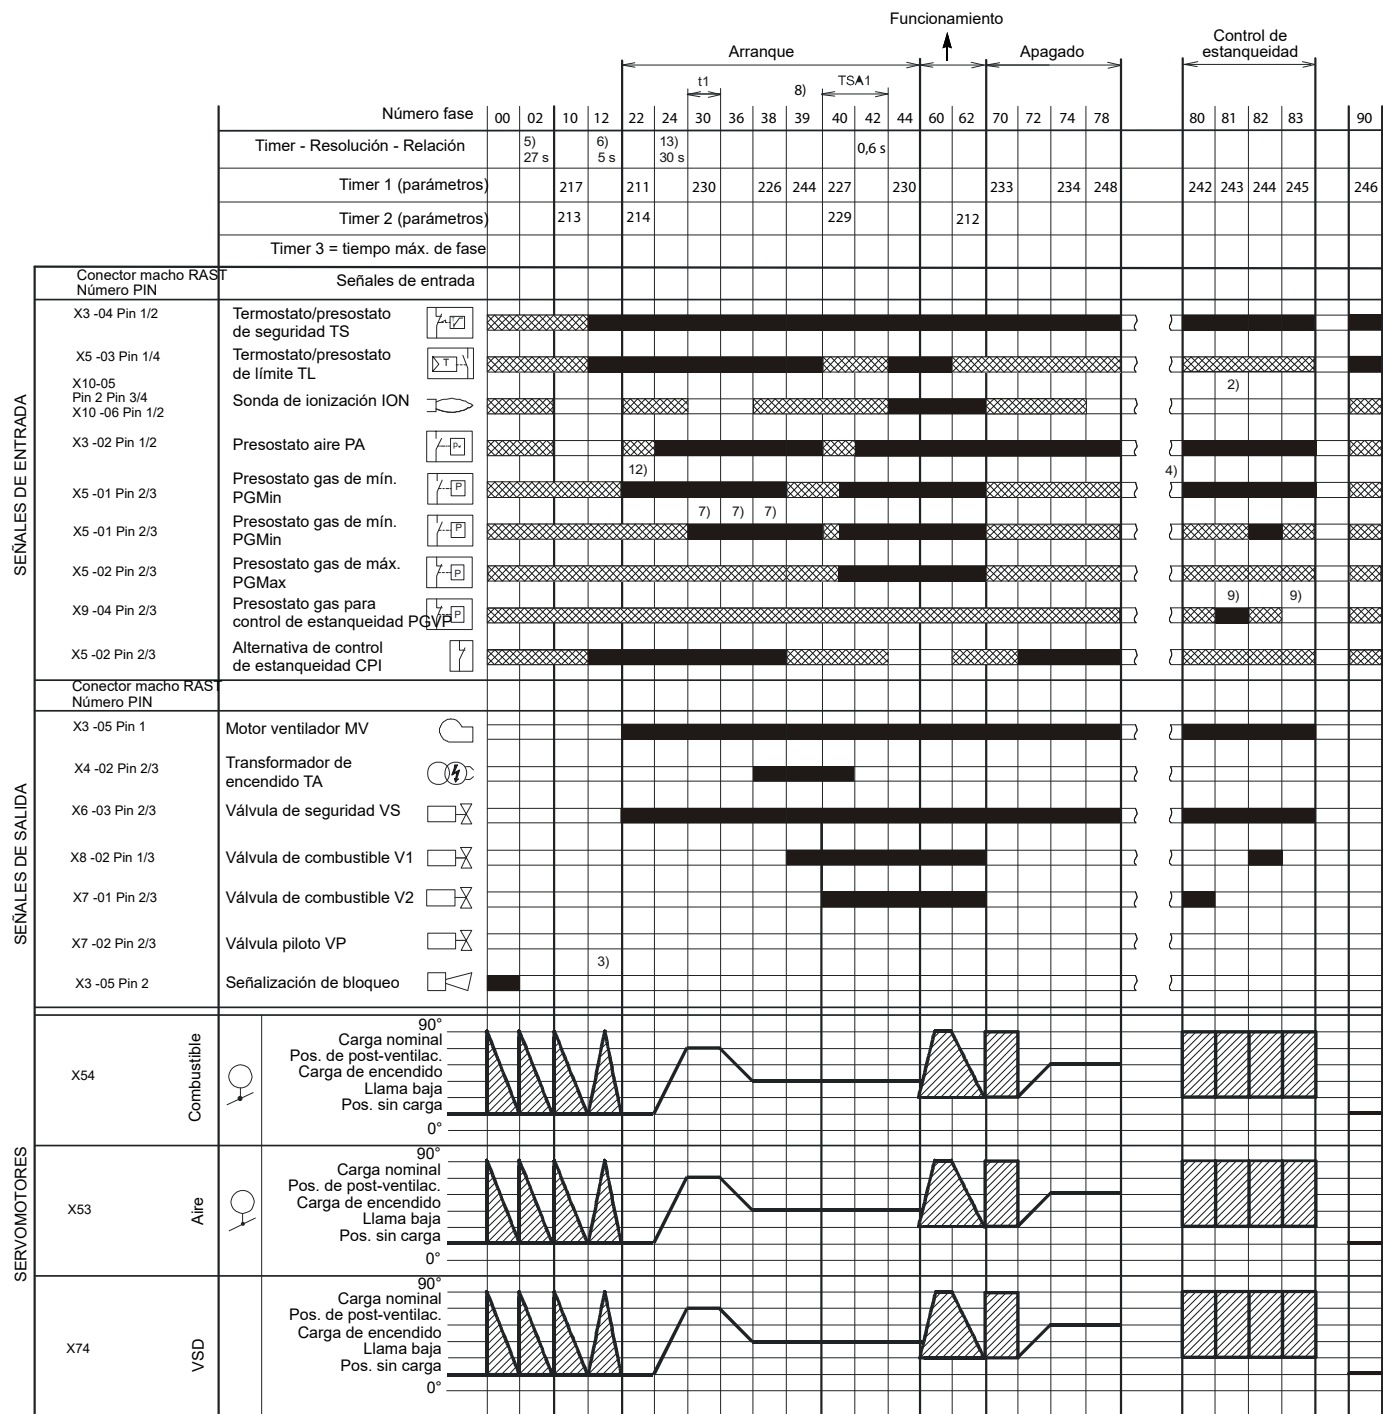 Funcionamiento
Arranque
Apagado
Control de
estanqueidad
t1
8)
TSA1
Número fase 00 02 10 12 22 24 30 36 38 39 40 42 44 60 62 70 72 74 78 80 81 82 83 90
Timer - Resolución - Relación 5) 27 s 6) 5 s 13) 30 s 0,6 s
Timer 1 (parámetros) 217 211 230 226 244 227 230 233 234 248 242 243 244 245 246
Timer 2 (parámetros) 213 214 229 212
Timer 3 = tiempo máx. de fase
Conector macho RAST
Número PIN
Señales de entrada
SEÑALES DE ENTRADA
X3 -04 Pin 1/2
Termostato/presostato
de seguridad TS
X5 -03 Pin 1/4
Termostato/presostato
de límite TL
T
X10-05
Pin 2 Pin 3/4
X10 -06 Pin 1/2
Sonda de ionización ION
2)
X3 -02 Pin 1/2
Presostato aire PA
P
12)
4)
X5 -01 Pin 2/3
Presostato gas de mín.
PGMin
P
7) 7) 7)
X5 -01 Pin 2/3
Presostato gas de mín.
PGMin
P
X5 -02 Pin 2/3
Presostato gas de máx.
PGMax
P
X9 -04 Pin 2/3
Presostato gas para
control de estanqueidad PGVP
P
9) 9)
X5 -02 Pin 2/3
Alternativa de control
de estanqueidad CPI
Conector macho RAST
Número PIN
SEÑALES DE SALIDA
X3 -05 Pin 1
Motor ventilador MV
X4 -02 Pin 2/3
Transformador de
encendido TA
X6 -03 Pin 2/3
Válvula de seguridad VS
X8 -02 Pin 1/3
Válvula de combustible V1
X7 -01 Pin 2/3
Válvula de combustible V2
X7 -02 Pin 2/3
Válvula piloto VP
3)
X3 -05 Pin 2
Señalización de bloqueo
SERVOMOTORES
X54
Combustible
90°
Carga nominal
Pos. de post-ventilac.
Carga de encendido
Llama baja
Pos. sin carga
0°
X53
Aire
90°
Carga nominal
Pos. de post-ventilac.
Carga de encendido
Llama baja
Pos. sin carga
0°
X74
VSD
90°
Carga nominal
Pos. de post-ventilac.
Carga de encendido
Llama baja
Pos. sin carga
0°